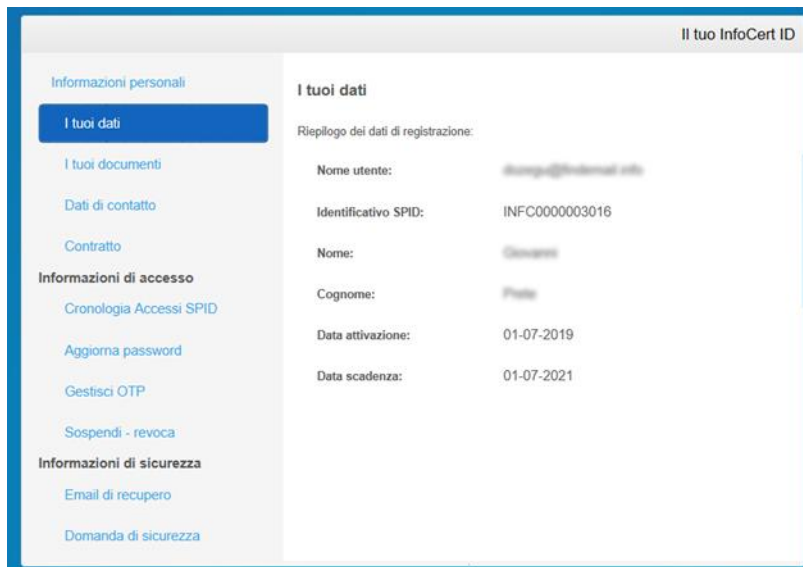 Il tuo InfoCert ID
Informazioni personali
I tuoi dati
I tuoi documenti
Dati di contatto
Contratto
Informazioni di accesso
Cronologia Accessi SPID
Aggiorna password
Gestisci OTP
Sospendi - revoca
Informazioni di sicurezza
Email di recupero
Domanda di sicurezza
I tuoi dati
Riepilogo dei dati di registrazione:
Nome utente:
Identificativo SPID: INFC0000003016
Nome:
Cognome:
Data attivazione: 01-07-2019
Data scadenza: 01-07-2021